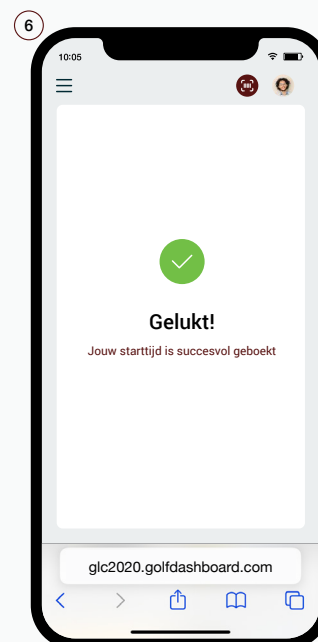 6
10:05
Gelukt!
Jouw starttijd is succesvol geboekt
glc2020.golfdashboard.com